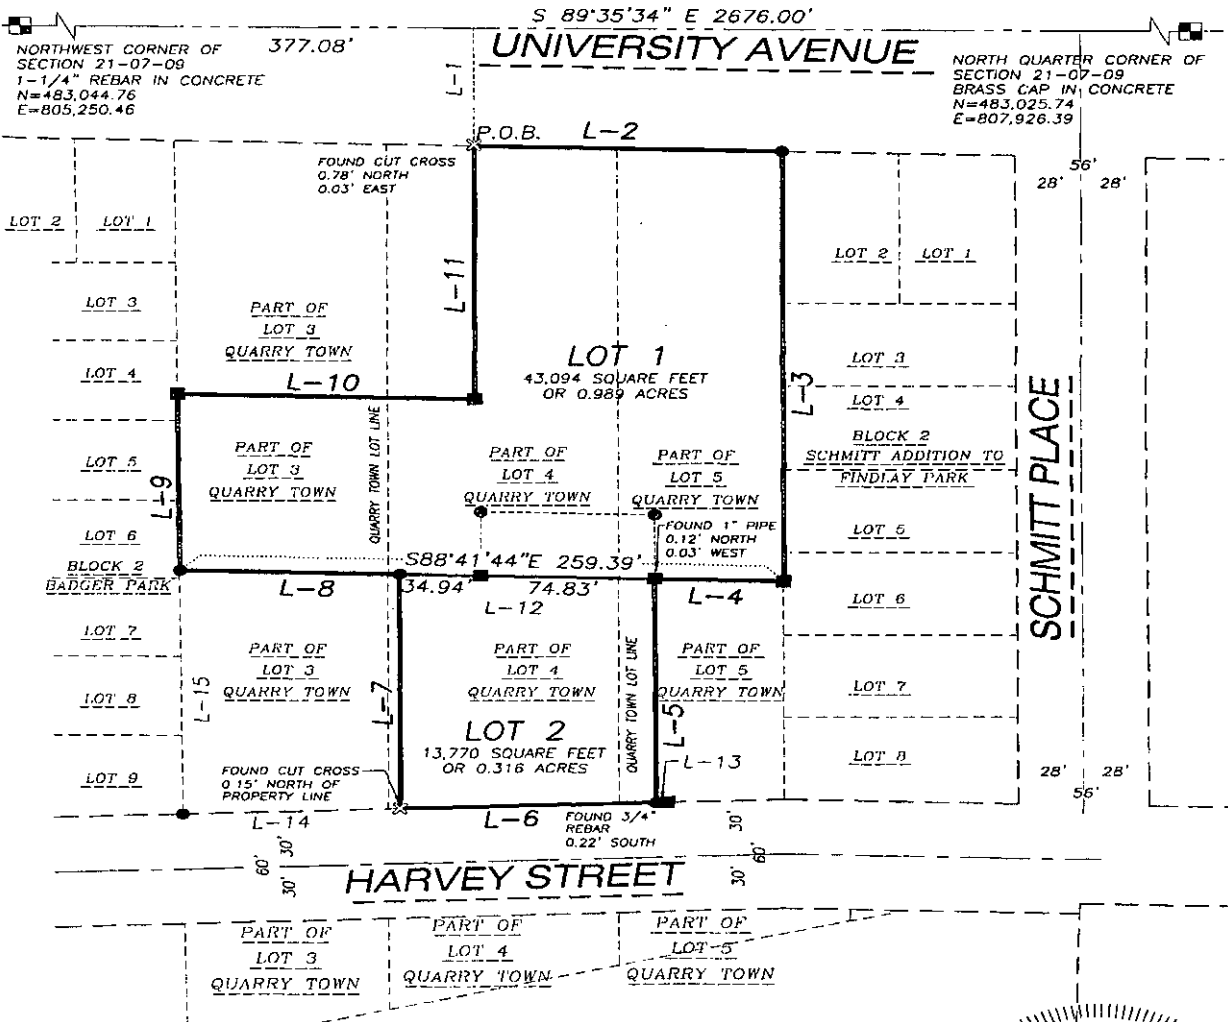 S 89°35'34" E 2676.00'
NORTHWEST CORNER OF
SECTION 21-07-09
1-1/4" REBAR IN CONCRETE
N=483,044.76
E=805,250.46
377.08'
UNIVERSITY AVENUE
NORTH QUARTER CORNER OF
SECTION 21-07-09
BRASS CAP IN CONCRETE
N=483,025.74
E=807,926.39
L-1
P.O.B.
L-2
FOUND CUT CROSS
0.78' NORTH
0.03' EAST
56'
28' 28'
LOT 2
LOT 1
LOT 2
LOT 1
L-11
LOT 3
PART OF
LOT 3
QUARRY TOWN
LOT 1
43,094 SQUARE FEET
OR 0.989 ACRES
LOT 3
LOT 4
L-10
L-3
LOT 4
SCHMITT PLACE
QUARRY TOWN LOT LINE
BLOCK 2
SCHMITT ADDITION TO
FINDLAY PARK
LOT 5
PART OF
LOT 3
QUARRY TOWN
PART OF
LOT 4
QUARRY TOWN
PART OF
LOT 5
QUARRY TOWN
L-9
FOUND 1" PIPE
0.12' NORTH
0.03' WEST
LOT 5
LOT 6
BLOCK 2
BADGER PARK
S88°41'44"E 259.39'
L-8
34.94'
74.83'
L-12
L-4
LOT 6
LOT 7
PART OF
LOT 3
QUARRY TOWN
PART OF
LOT 4
QUARRY TOWN
QUARRY TOWN LOT LINE
PART OF
LOT 5
QUARRY TOWN
LOT 7
LOT 8
L-15
L-7
L-5
LOT 2
13,770 SQUARE FEET
OR 0.316 ACRES
L-13
LOT 8
LOT 9
FOUND CUT CROSS
0.15' NORTH OF
PROPERTY LINE
28' 28'
56'
L-14
L-6
FOUND 3/4"
REBAR
0.22' SOUTH
30'
60'
30'
30'
60'
30'
HARVEY STREET
PART OF
LOT 3
QUARRY TOWN
PART OF
LOT 4
QUARRY TOWN
PART OF
LOT 5
QUARRY TOWN